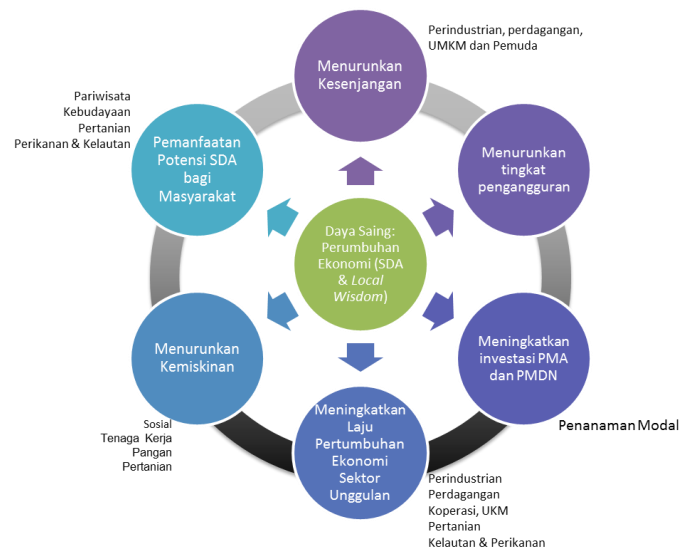 Perindustrian, perdagangan,
UMKM dan Pemuda
Menurunkan
Kesenjangan
Pariwisata
Kebudayaan
Pertanian
Perikanan & Kelautan
Pemanfaatan
Potensi SDA
bagi
Masyarakat
Menurunkan
tingkat
pengangguran
Daya Saing:
Perumbuhan
Ekonomi (SDA
& Local
Wisdom)
Menurunkan
Kemiskinan
Meningkatkan
investasi PMA
dan PMDN
Sosial
Tenaga Kerja
Pangan
Pertanian
Meningkatkan
Laju
Pertumbuhan
Ekonomi
Sektor
Unggulan
Penanaman Modal
Perindustrian
Perdagangan
Koperasi, UKM
Pertanian
Kelautan & Perikanan